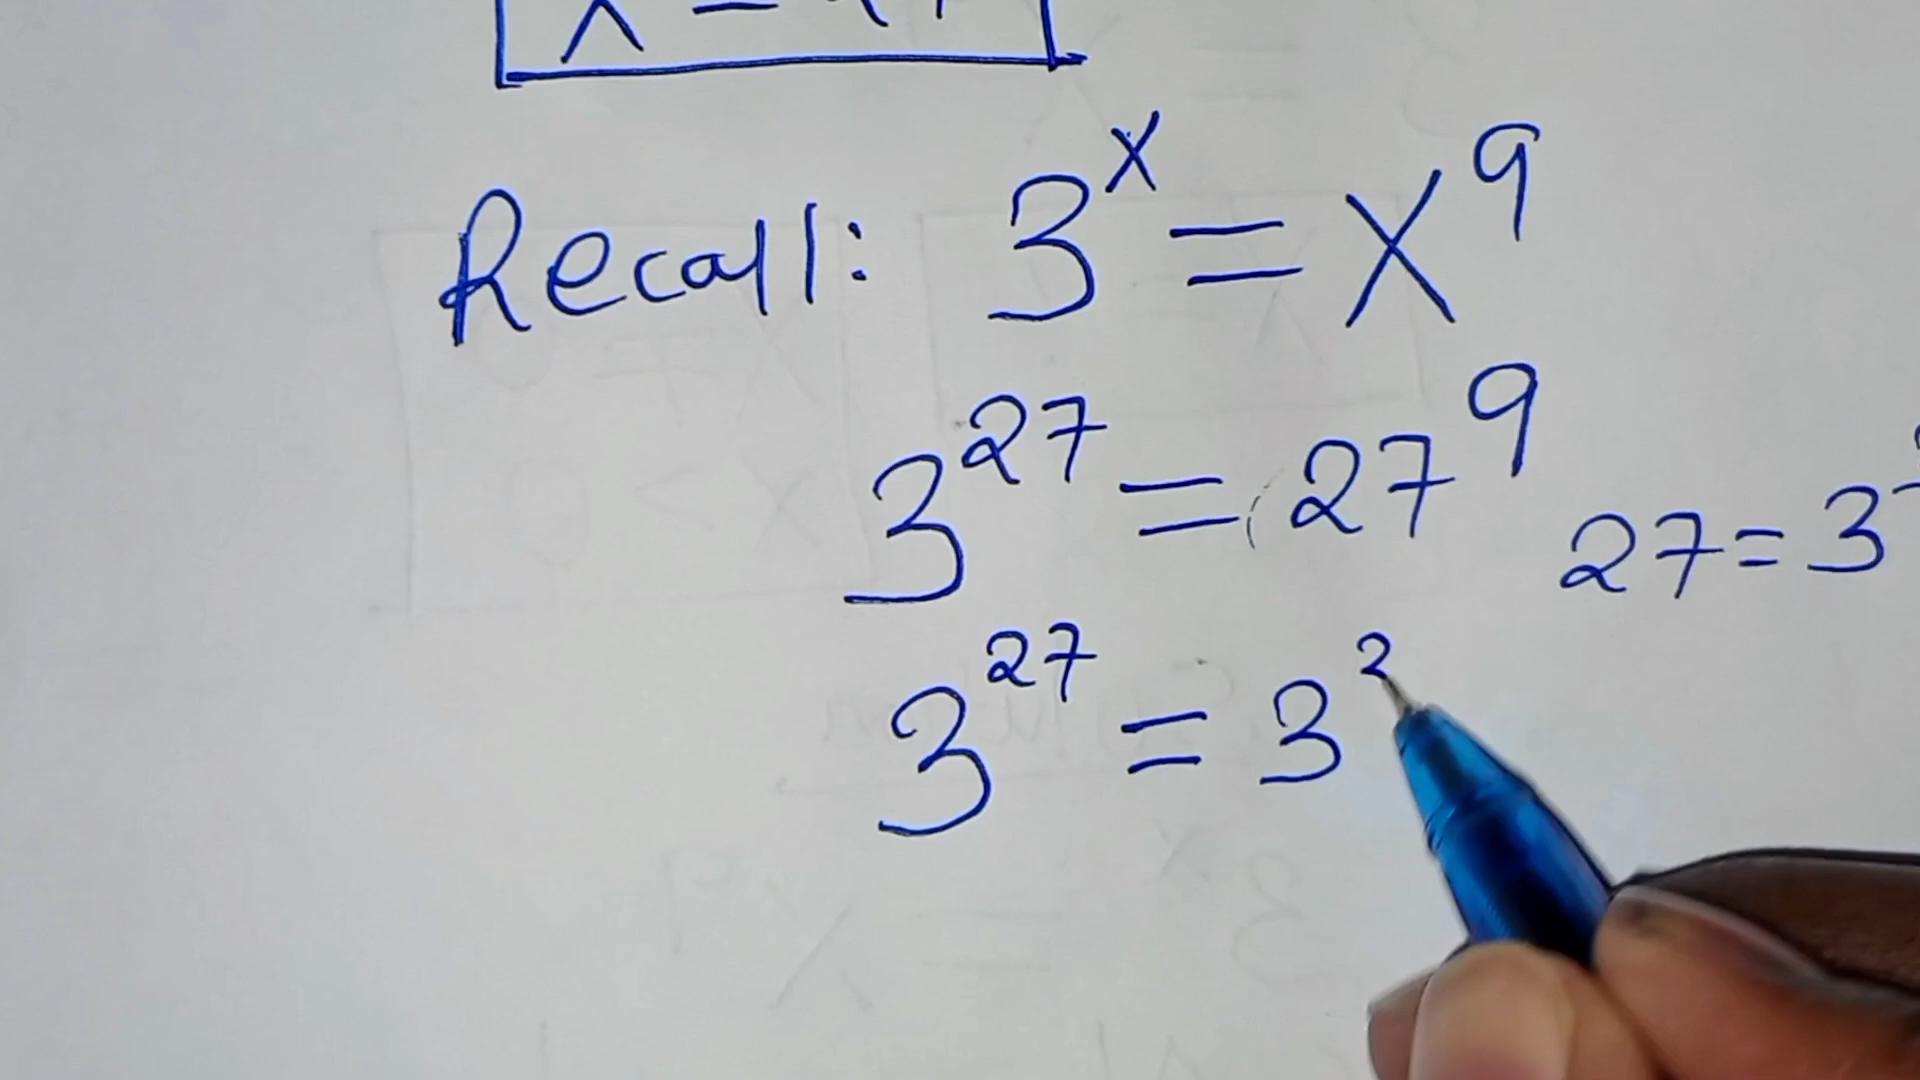 x =
Recall: 3^x = x^9
3^27 = 27^9
27 = 3
3^27 = 3